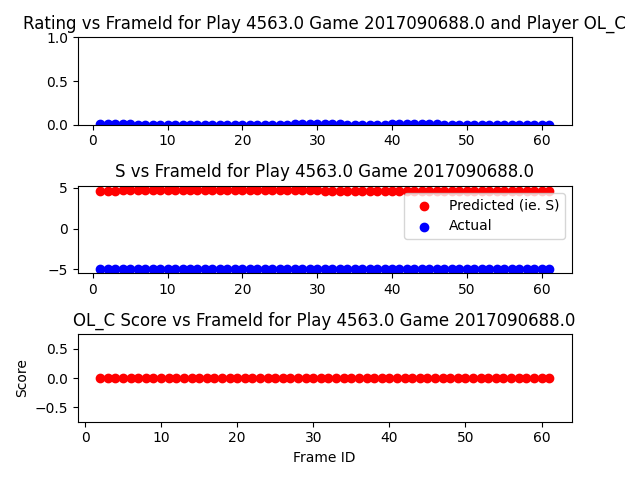 Rating vs FrameId for Play 4563.0 Game 2017090688.0 and Player OL_C
1.0
0.5
0.0
0 10 20 30 40 50 60
S vs FrameId for Play 4563.0 Game 2017090688.0
5
0
−5
Predicted (ie. S)
Actual
0 10 20 30 40 50 60
OL_C Score vs FrameId for Play 4563.0 Game 2017090688.0
Score
0.5
0.0
−0.5
0 10 20 30 40 50 60
Frame ID